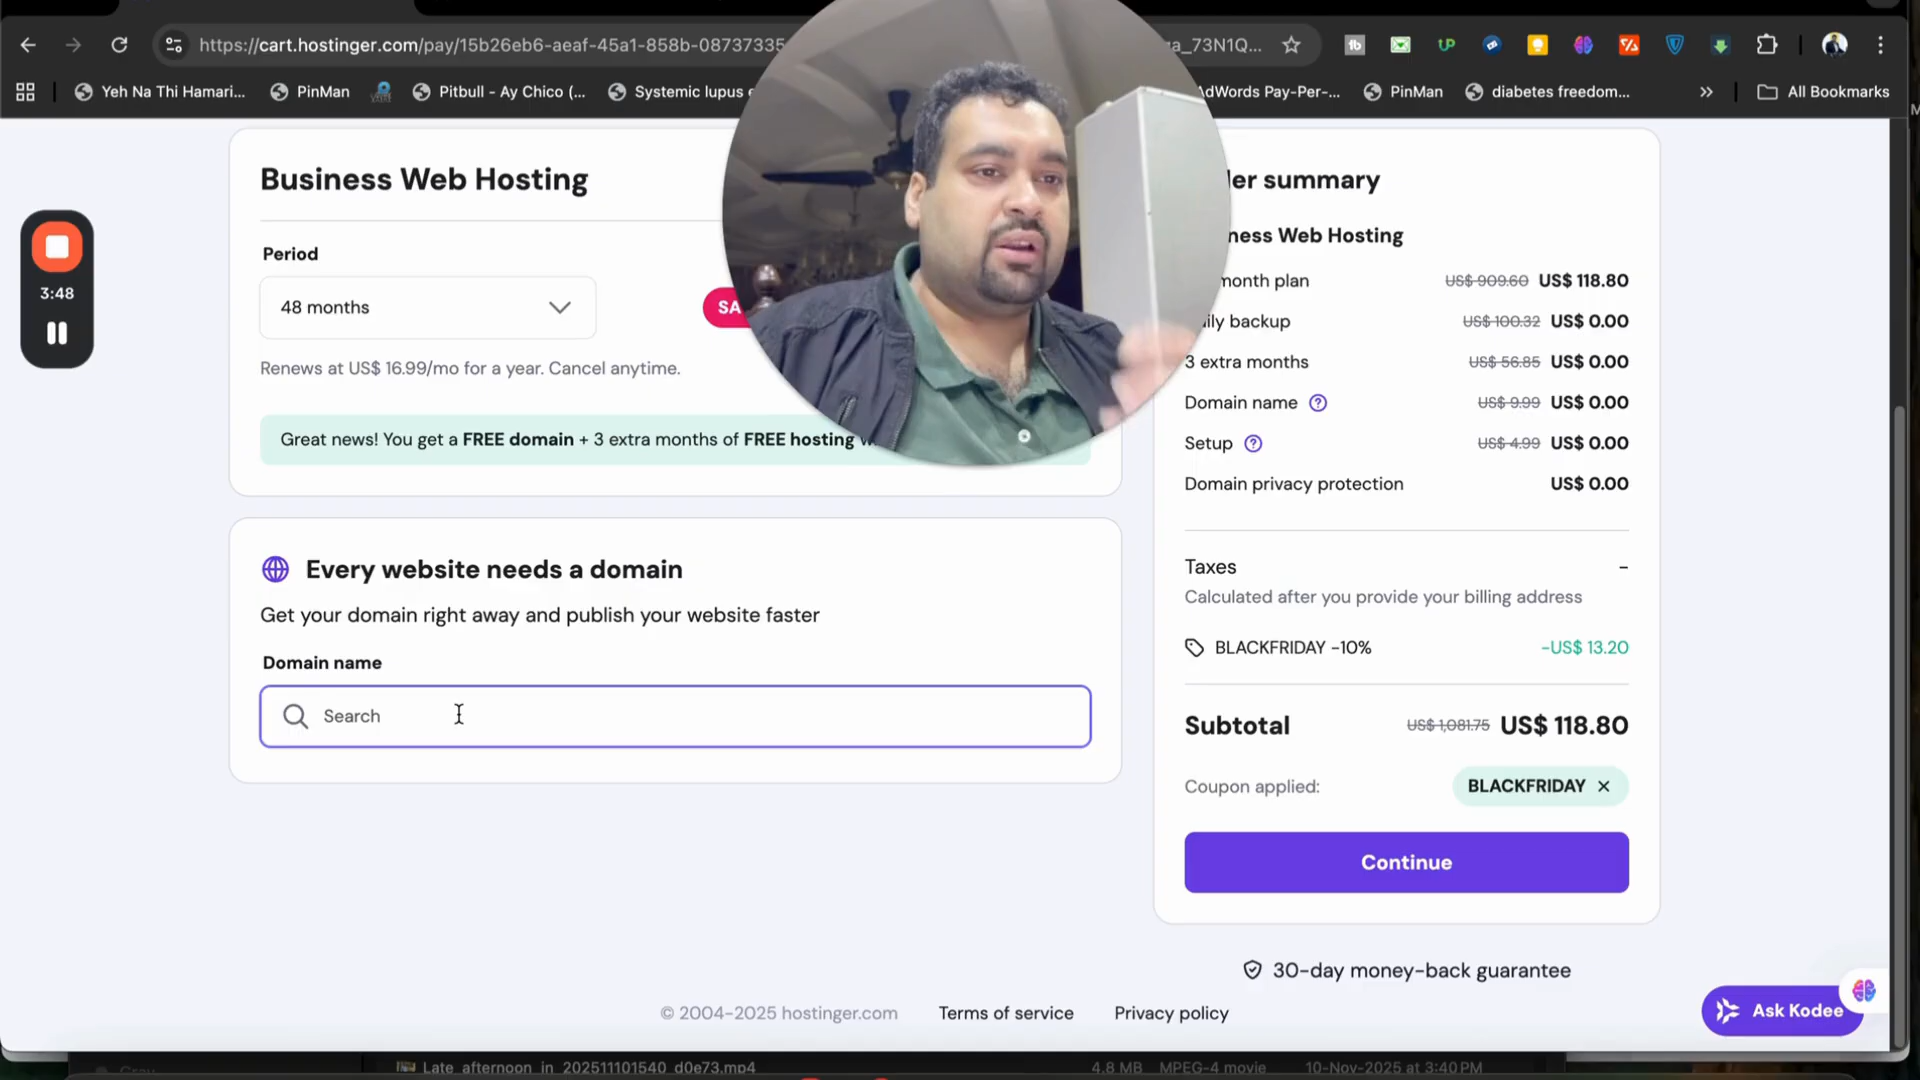 https://cart.hostinger.com/pay/15b26eb6-aeaf-45a1-858b-08737335
ga_73N1Q...
Yeh Na Thi Hamari...
PinMan
Pitbull - Ay Chico (...
Systemic lupus e
AdWords Pay-Per-...
PinMan
diabetes freedom...
All Bookmarks
3:48
Business Web Hosting
Period
48 months
SA
Renews at US$ 16.99/mo for a year. Cancel anytime.
Great news! You get a FREE domain + 3 extra months of FREE hosting w
Every website needs a domain
Get your domain right away and publish your website faster
Domain name
Search
er summary
ness Web Hosting
month plan US$ 909.60 US$ 118.80
ily backup US$ 100.32 US$ 0.00
3 extra months US$ 56.85 US$ 0.00
Domain name US$ 9.99 US$ 0.00
Setup US$ 4.99 US$ 0.00
Domain privacy protection US$ 0.00
Taxes -
Calculated after you provide your billing address
BLACKFRIDAY -10% -US$ 13.20
Subtotal US$ 1,081.75 US$ 118.80
Coupon applied: BLACKFRIDAY
Continue
30-day money-back guarantee
© 2004-2025 hostinger.com
Terms of service
Privacy policy
Ask Kodee
Gray
Late_afternoon_in_202511101540_d0e73.mp4
4.8 MB MPEG-4 movie 10-Nov-2025 at 3:40 PM